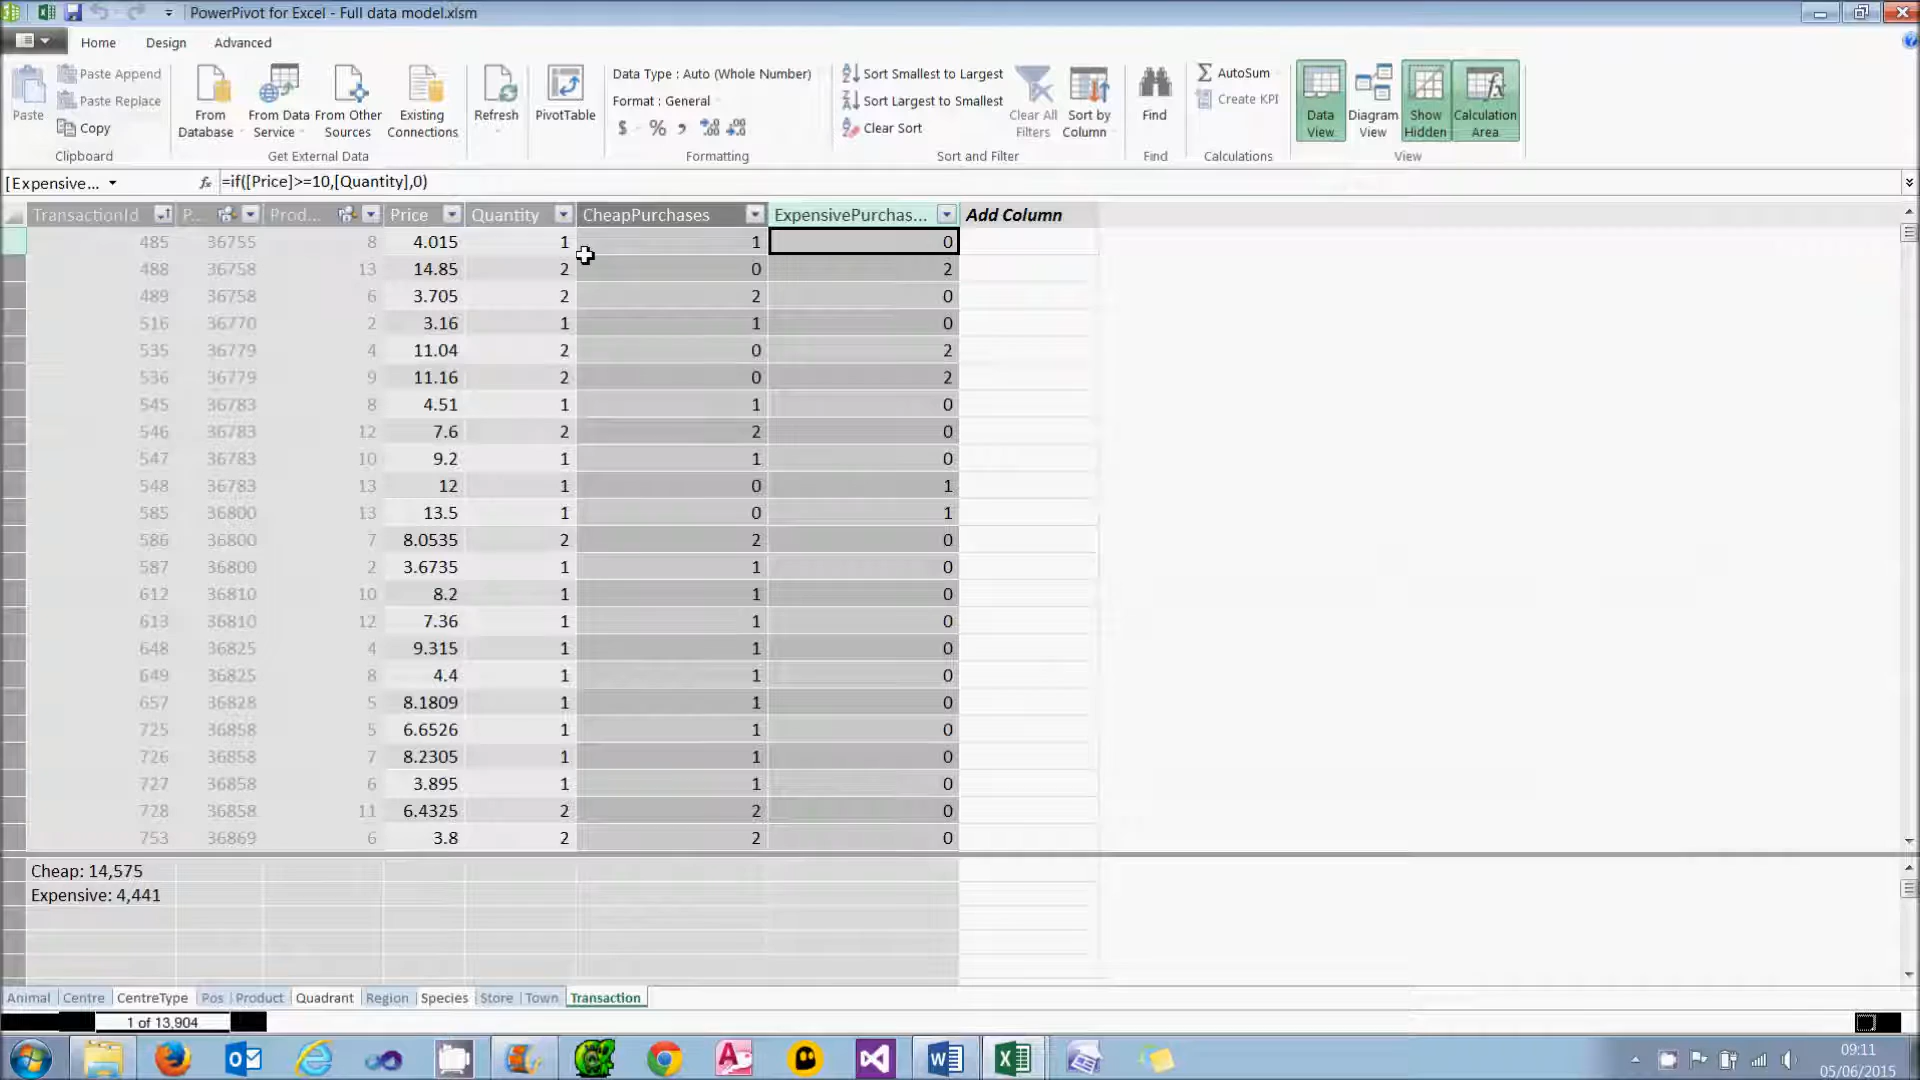 PowerPivot for Excel - Full data model.xlsm
Home Design Advanced
Paste
Paste Append
Paste Replace
Copy
Clipboard
From Database
From Data Service
From Other Sources
Existing Connections
Get External Data
Refresh
PivotTable
Data Type : Auto (Whole Number)
Format : General
$ % ,
Formatting
Sort Smallest to Largest
Sort Largest to Smallest
Clear Sort
Clear All Filters
Sort by Column
Sort and Filter
Find
Find
AutoSum
Create KPI
Calculations
Data View
Diagram View
Show Hidden
Calculation Area
View
[Expensive... fx =if([Price]>=10,[Quantity],0)
TransactionId P... Prod... Price Quantity CheapPurchases ExpensivePurchas... Add Column
485 36755 8 4.015 1 1 0
488 36758 13 14.85 2 0 2
489 36758 6 3.705 2 2 0
516 36770 2 3.16 1 1 0
535 36779 4 11.04 2 0 2
536 36779 9 11.16 2 0 2
545 36783 8 4.51 1 1 0
546 36783 12 7.6 2 2 0
547 36783 10 9.2 1 1 0
548 36783 13 12 1 0 1
585 36800 13 13.5 1 0 1
586 36800 7 8.0535 2 2 0
587 36800 2 3.6735 1 1 0
612 36810 10 8.2 1 1 0
613 36810 12 7.36 1 1 0
648 36825 4 9.315 1 1 0
649 36825 8 4.4 1 1 0
657 36828 5 8.1809 1 1 0
725 36858 5 6.6526 1 1 0
726 36858 7 8.2305 1 1 0
727 36858 6 3.895 1 1 0
728 36858 11 6.4325 2 2 0
753 36869 6 3.8 2 2 0
Cheap: 14,575
Expensive: 4,441
Animal Centre CentreType Pos Product Quadrant Region Species Store Town Transaction
1 of 13,904
09:11
05/06/2015